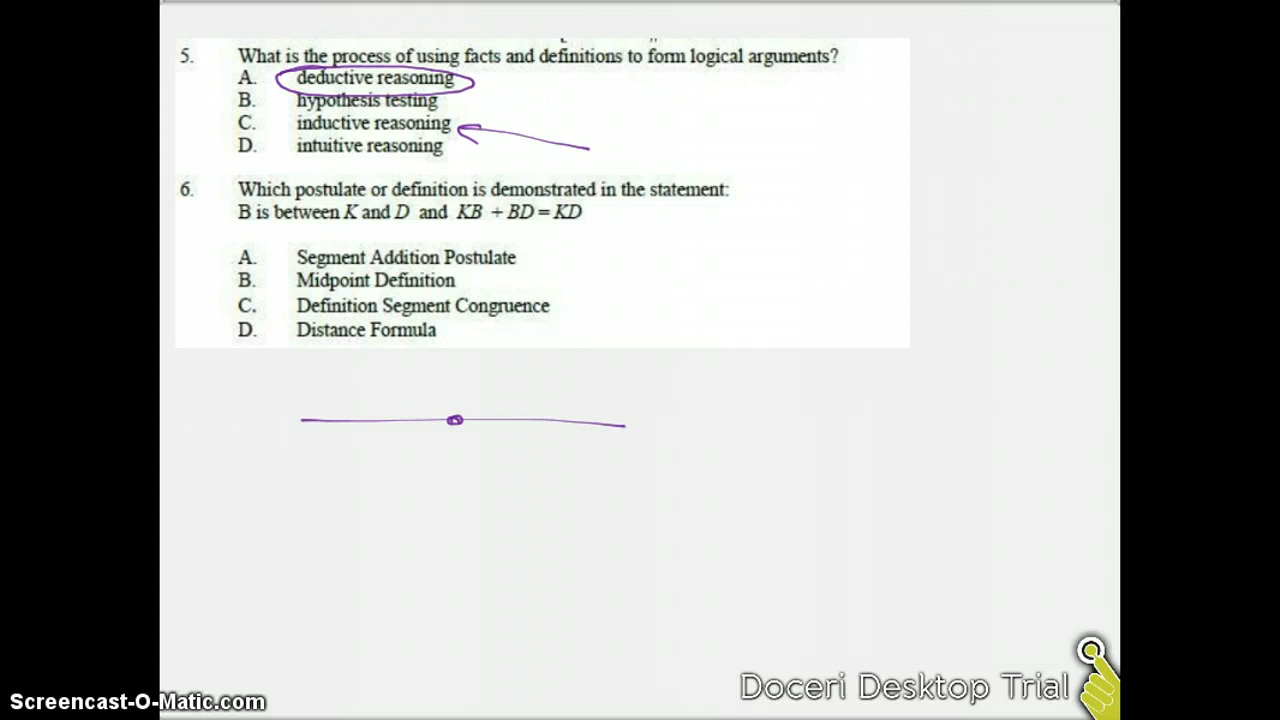 5. What is the process of using facts and definitions to form logical arguments?
A. deductive reasoning
B. hypothesis testing
C. inductive reasoning
D. intuitive reasoning
6. Which postulate or definition is demonstrated in the statement:
B is between K and D and KB + BD = KD
A. Segment Addition Postulate
B. Midpoint Definition
C. Definition Segment Congruence
D. Distance Formula
Doceri Desktop Trial
Screencast-O-Matic.com